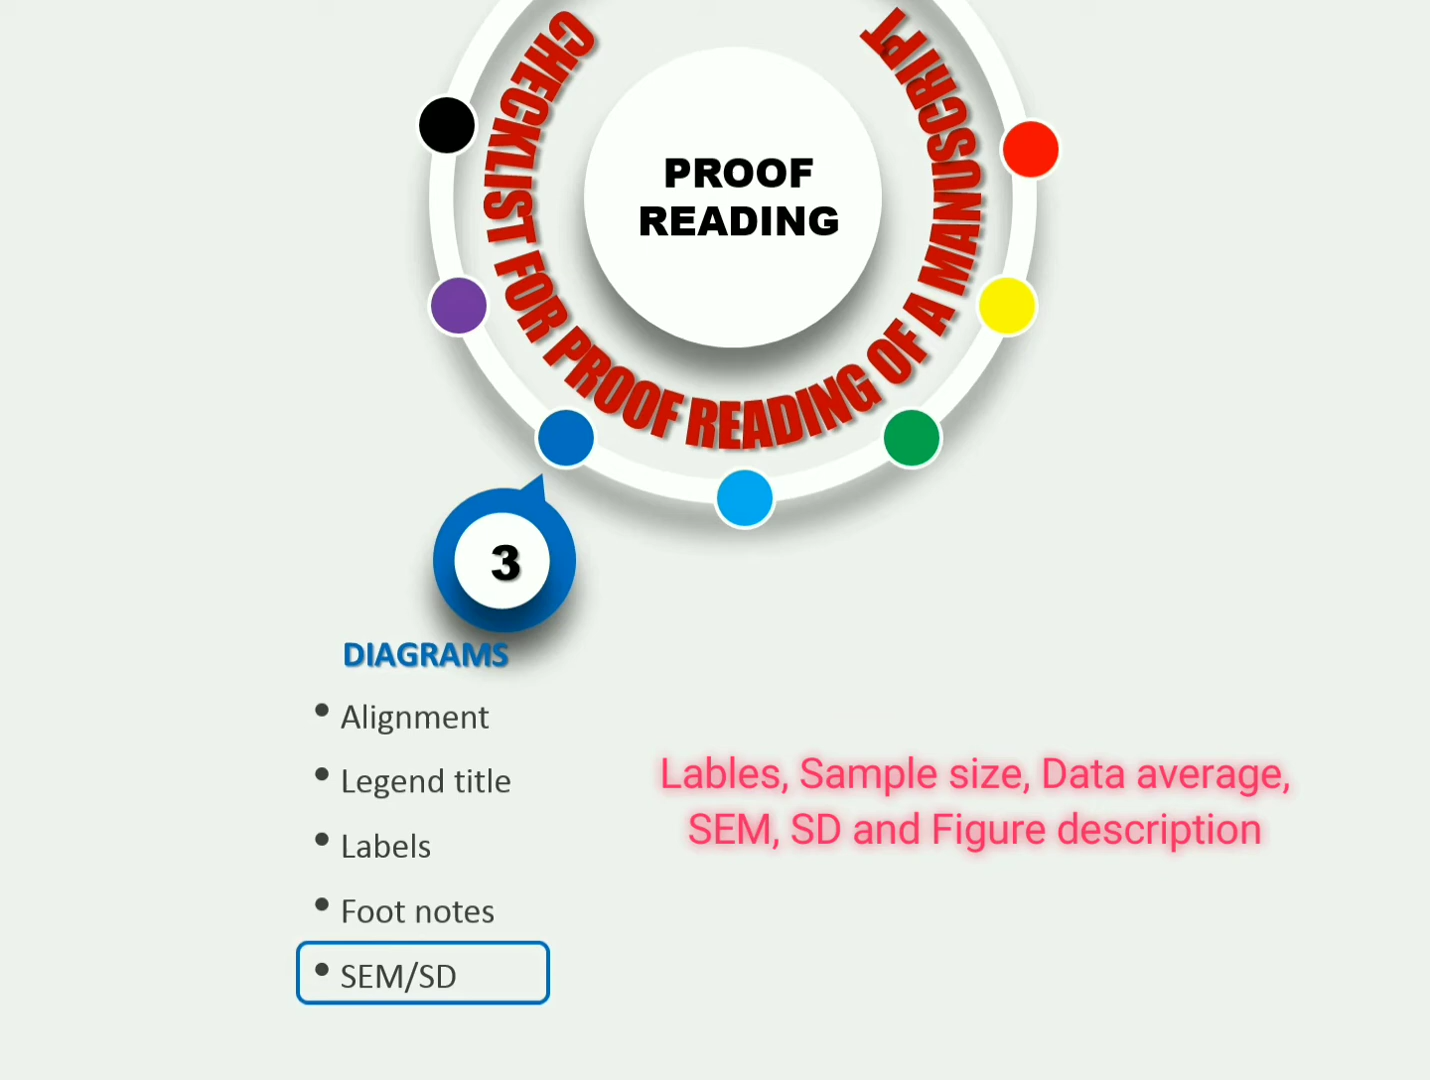 CHECKLIST FOR PROOF READING OF A MANUSCRIPT
PROOF
READING
3
DIAGRAMS
• Alignment
• Legend title
• Labels
• Foot notes
• SEM/SD
Lables, Sample size, Data average,
SEM, SD and Figure description